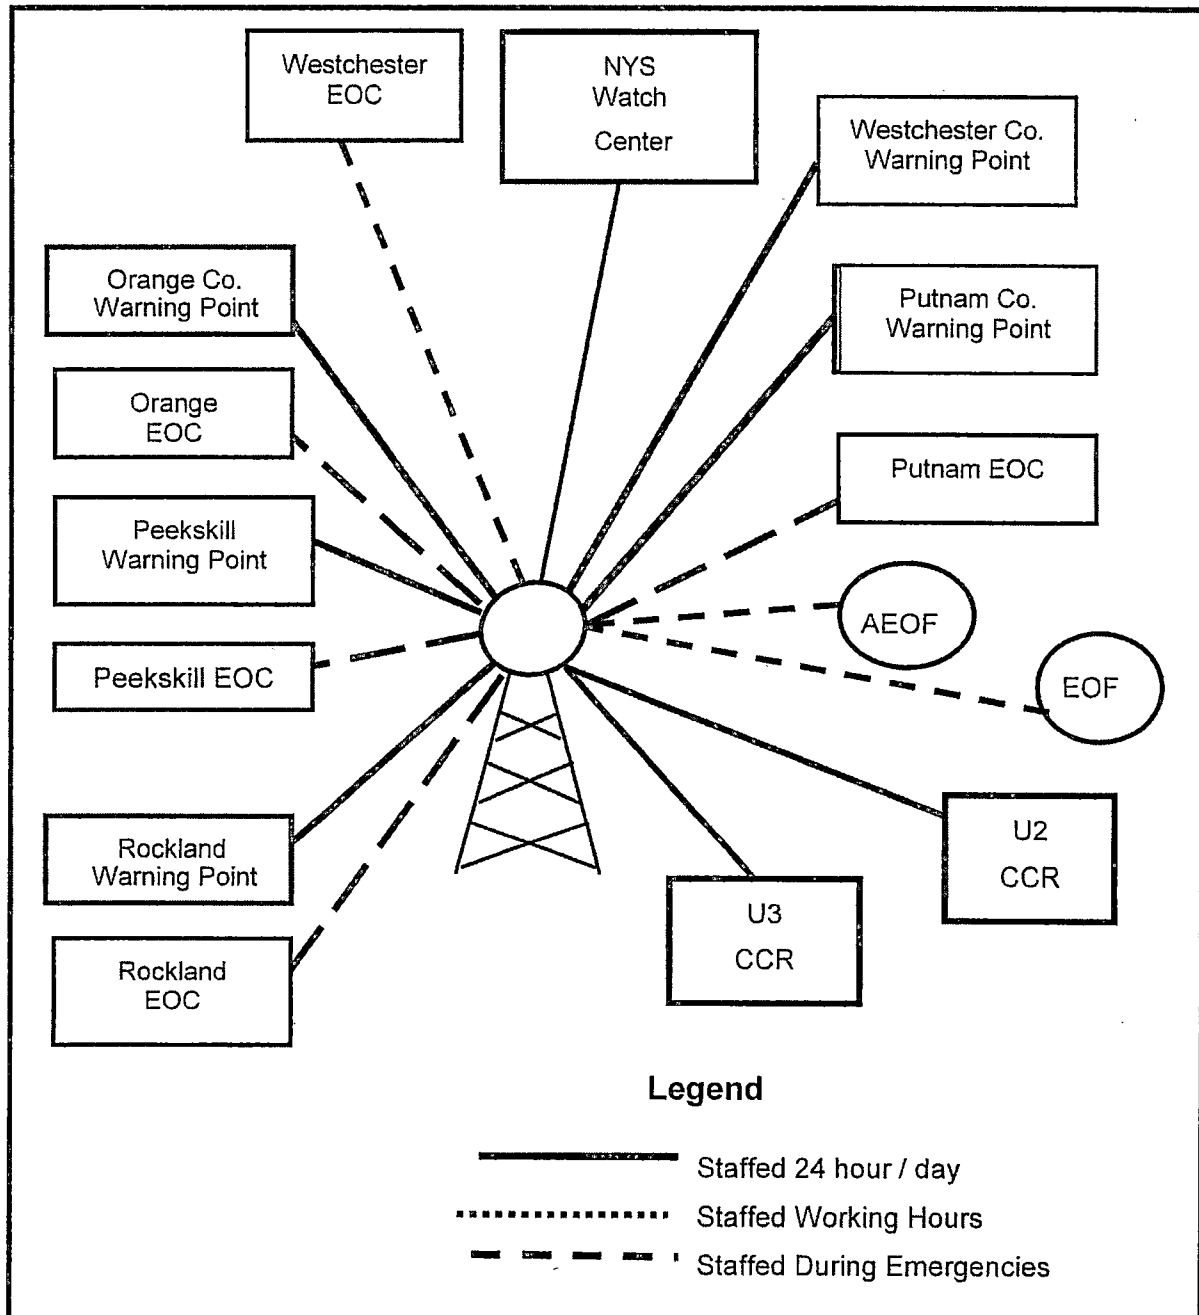 Westchester
EOC
NYS
Watch
Center
Westchester Co.
Warning Point
Orange Co.
Warning Point
Putnam Co.
Warning Point
Orange
EOC
Putnam EOC
Peekskill
Warning Point
AEOF
Peekskill EOC
EOF
Rockland
Warning Point
U2
CCR
U3
CCR
Rockland
EOC
Legend
Staffed 24 hour / day
Staffed Working Hours
Staffed During Emergencies